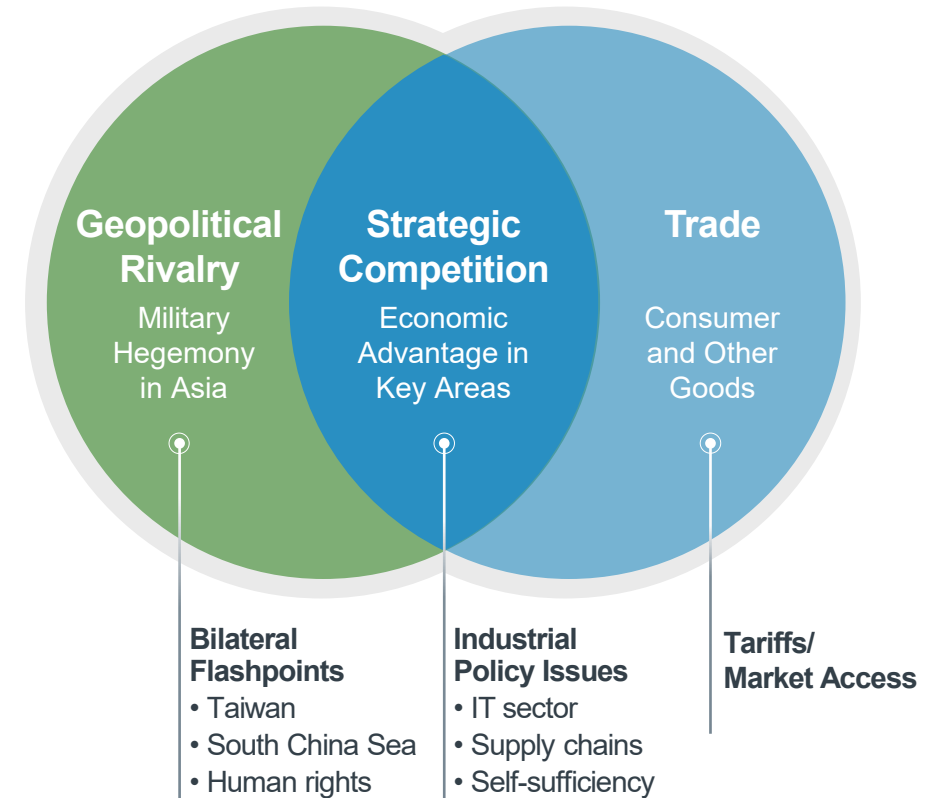 Geopolitical
Rivalry
Military
Hegemony
in Asia
Strategic
Competition
Economic
Advantage in
Key Areas
Trade
Consumer
and Other
Goods
Bilateral
Flashpoints
• Taiwan
• South China Sea
• Human rights
Industrial
Policy Issues
• IT sector
• Supply chains
• Self-sufficiency
Tariffs/
Market Access